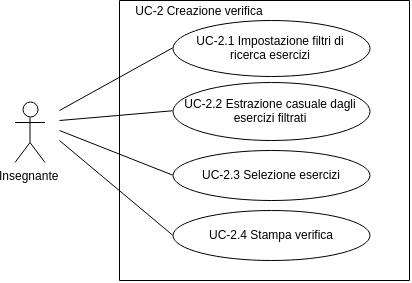 UC-2 Creazione verifica
UC-2.1 Impostazione filtri di
ricerca esercizi
UC-2.2 Estrazione casuale dagli
esercizi filtrati
UC-2.3 Selezione esercizi
UC-2.4 Stampa verifica
Insegnante